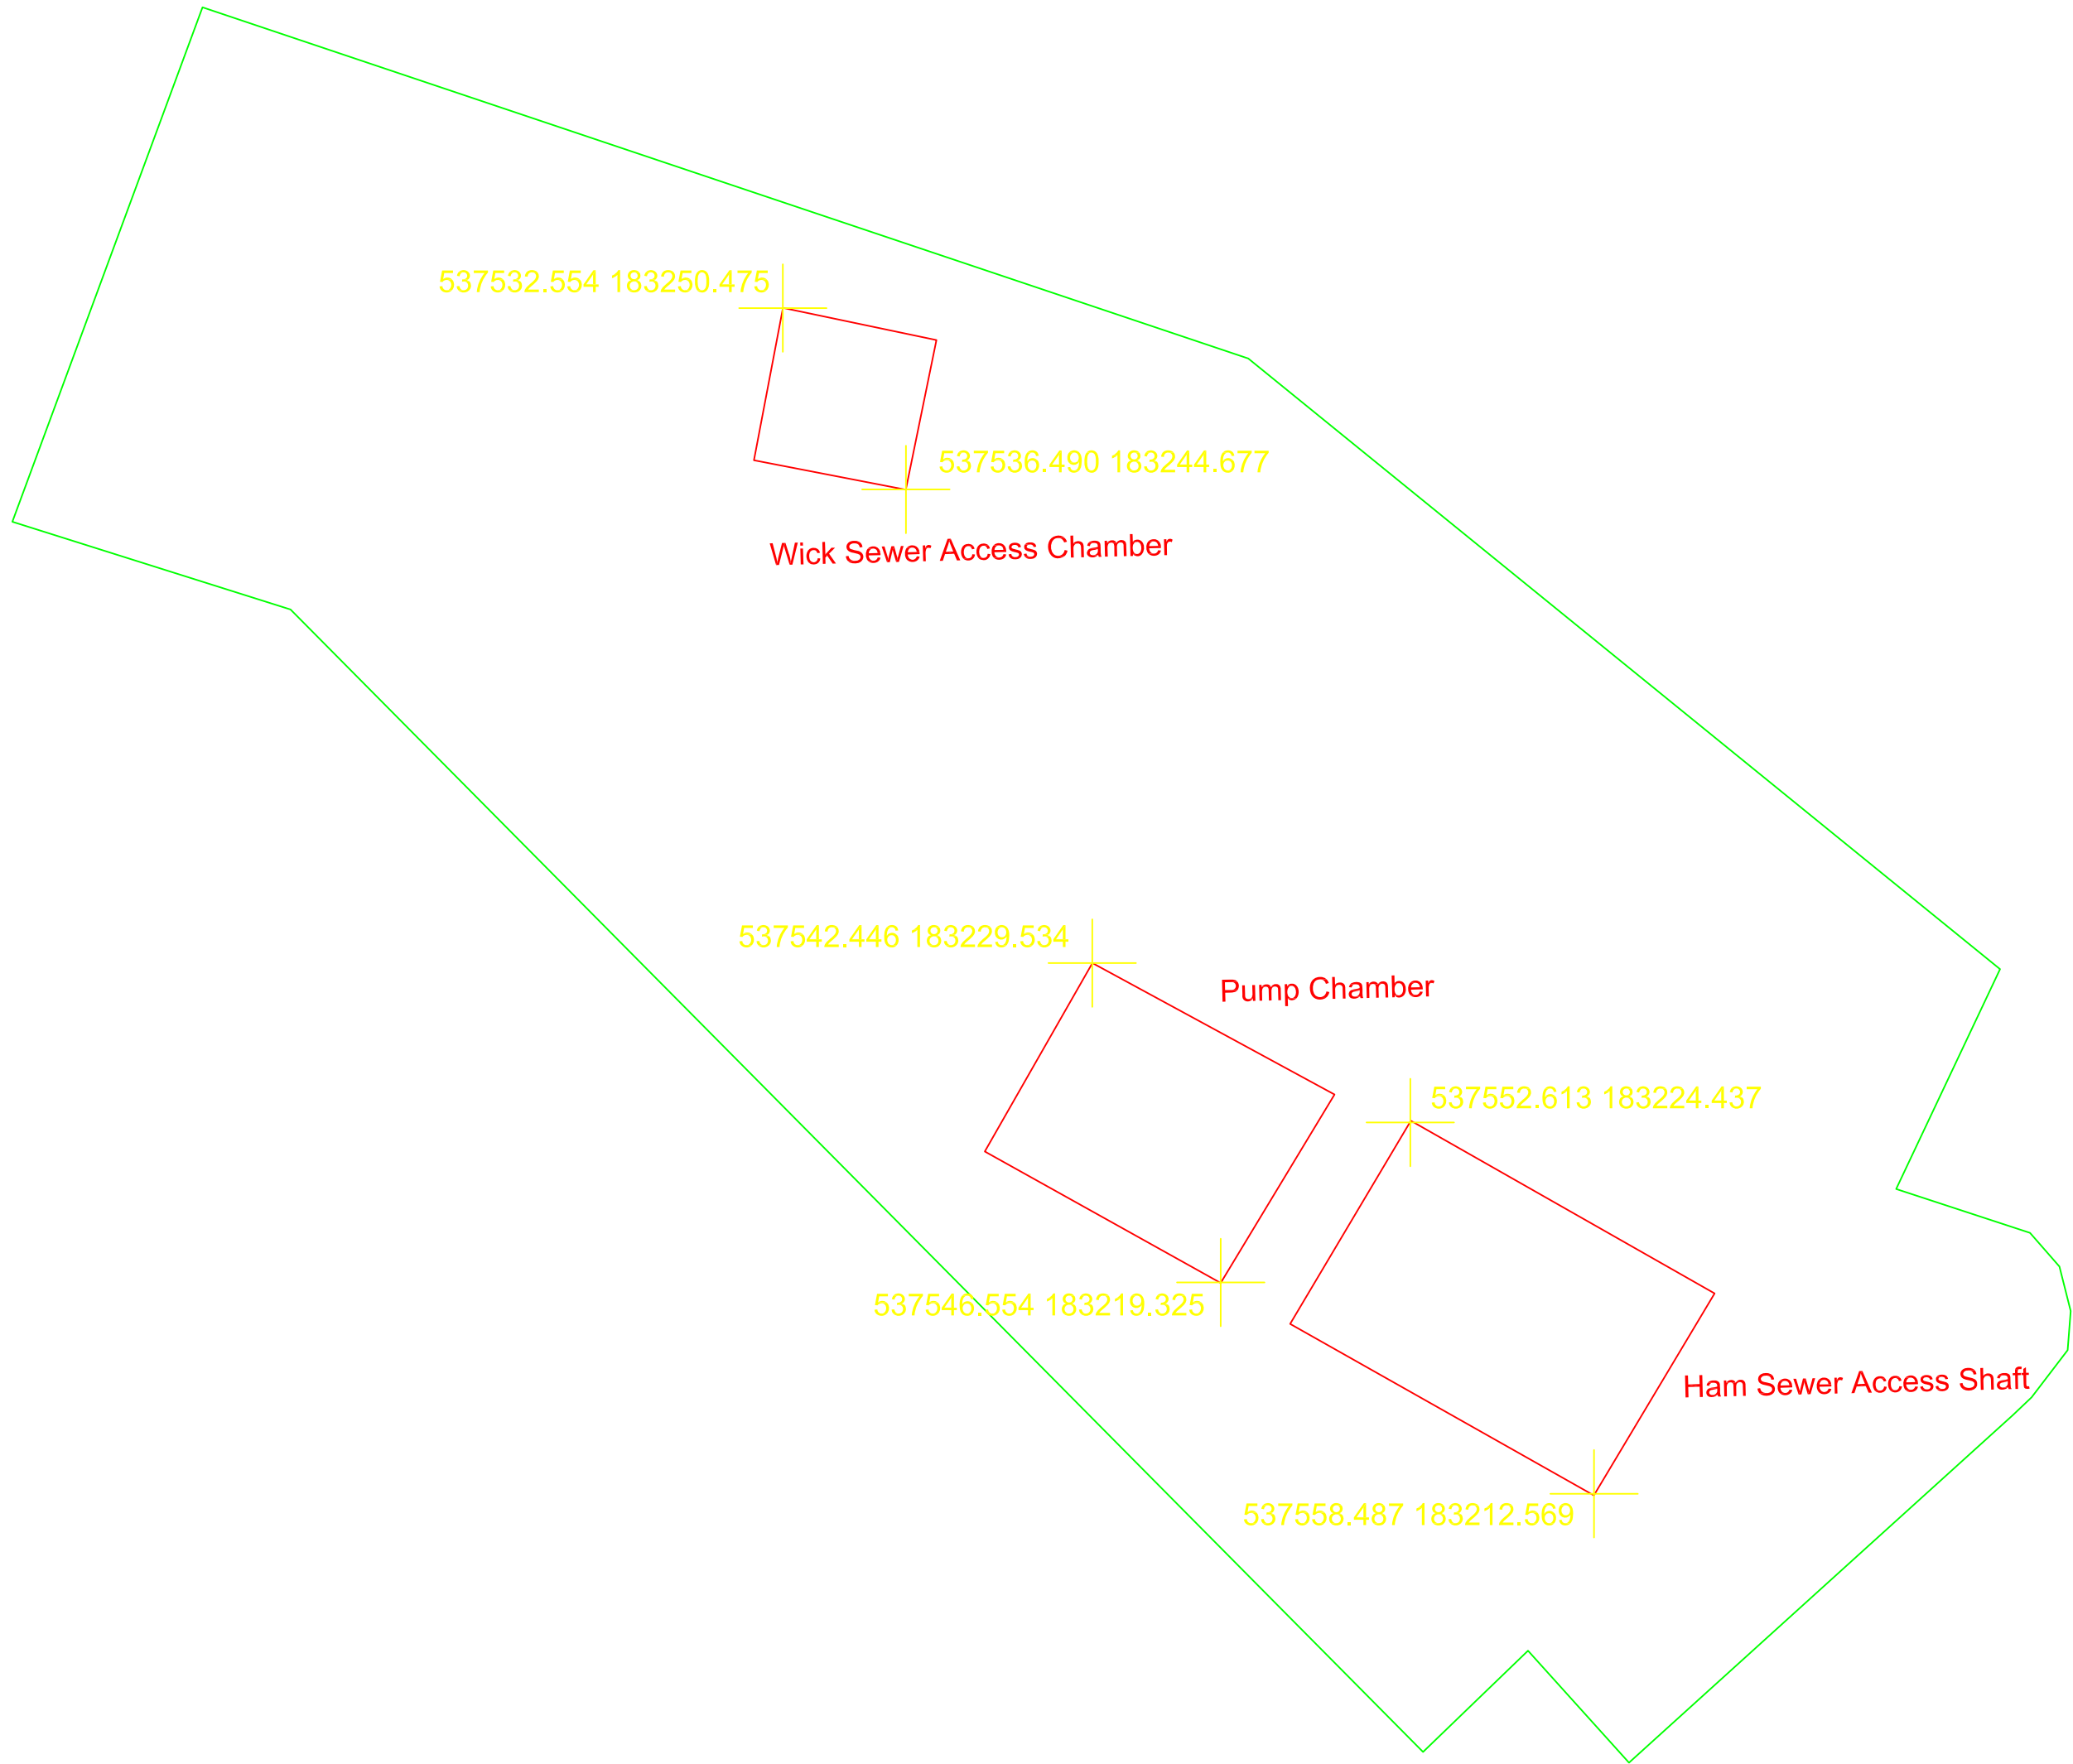 537532.554 183250.475
537536.490 183244.677
Wick Sewer Access Chamber
537542.446 183229.534
Pump Chamber
537552.613 183224.437
537546.554 183219.325
Ham Sewer Access Shaft
537558.487 183212.569